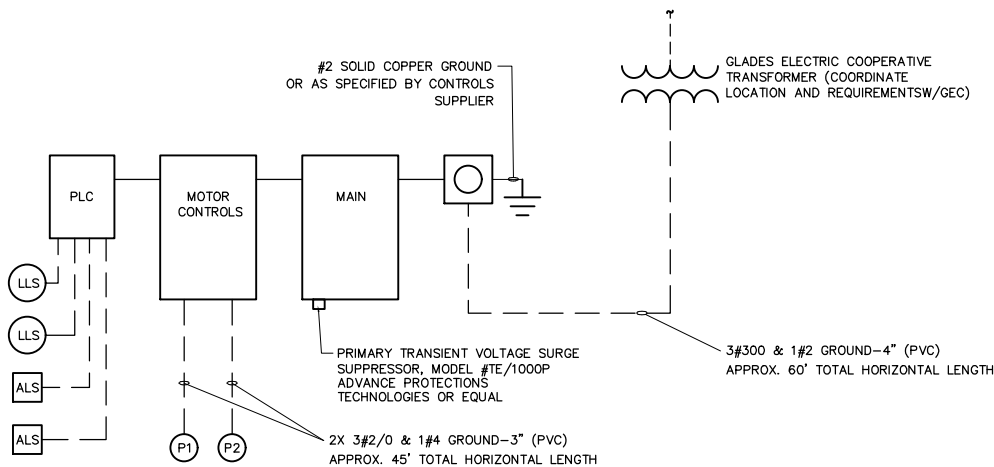 #2 SOLID COPPER GROUND
OR AS SPECIFIED BY CONTROLS
SUPPLIER
GLADES ELECTRIC COOPERATIVE
TRANSFORMER (COORDINATE
LOCATION AND REQUIREMENTSW/GEC)
PLC
MOTOR
CONTROLS
MAIN
LLS
LLS
ALS
ALS
P1
P2
PRIMARY TRANSIENT VOLTAGE SURGE
SUPPRESSOR, MODEL #TE/1000P
ADVANCE PROTECTIONS
TECHNOLOGIES OR EQUAL
3#300 & 1#2 GROUND-4" (PVC)
APPROX. 60' TOTAL HORIZONTAL LENGTH
2X 3#2/0 & 1#4 GROUND-3" (PVC)
APPROX. 45' TOTAL HORIZONTAL LENGTH